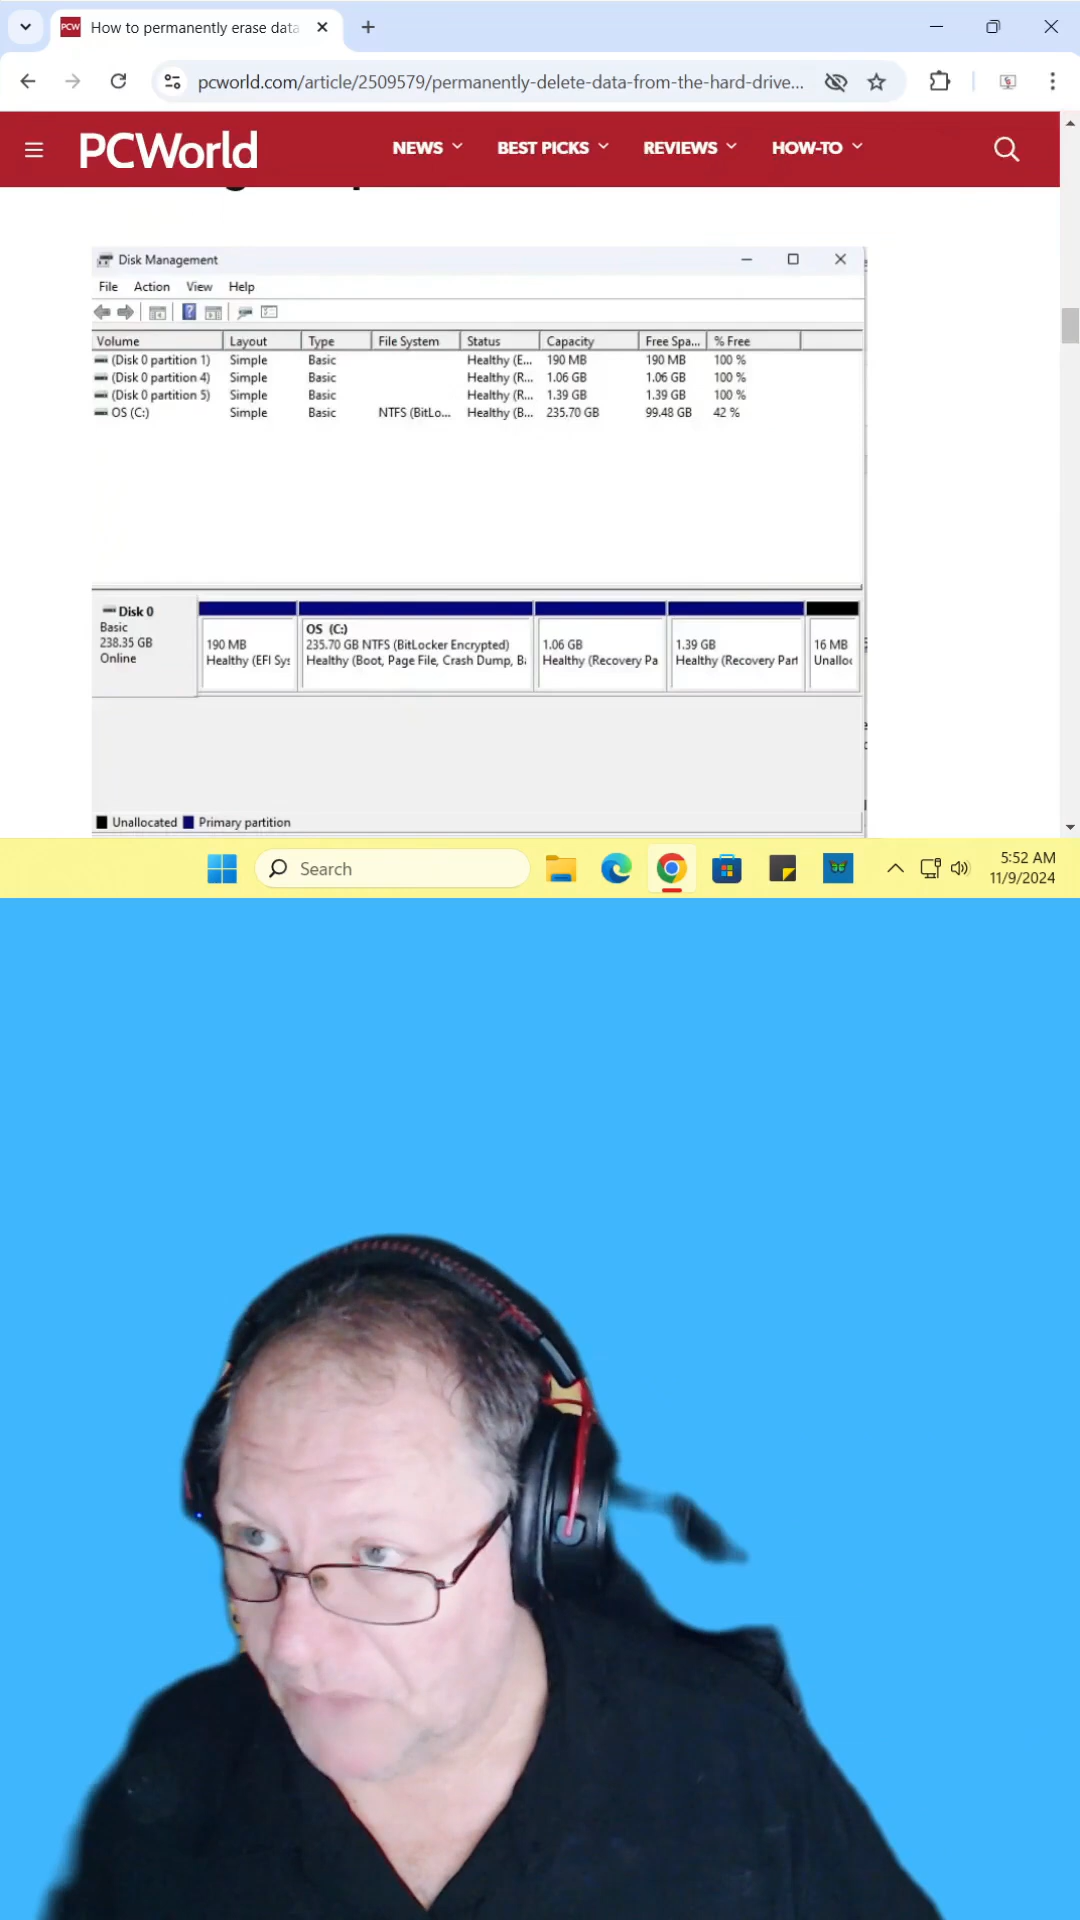 PCW How to permanently erase data
pcworld.com/article/2509579/permanently-delete-data-from-the-hard-drive...
PCWorld NEWS BEST PICKS REVIEWS HOW-TO
Disk Management
File Action View Help
Volume Layout Type File System Status Capacity Free Spa... % Free
(Disk 0 partition 1) Simple Basic Healthy (E... 190 MB 190 MB 100 %
(Disk 0 partition 4) Simple Basic Healthy (R... 1.06 GB 1.06 GB 100 %
(Disk 0 partition 5) Simple Basic Healthy (R... 1.39 GB 1.39 GB 100 %
OS (C:) Simple Basic NTFS (BitLo... Healthy (B... 235.70 GB 99.48 GB 42 %
Disk 0
Basic
238.35 GB
Online
190 MB
Healthy (EFI Sys
OS (C:)
235.70 GB NTFS (BitLocker Encrypted)
Healthy (Boot, Page File, Crash Dump, Ba
1.06 GB
Healthy (Recovery Pa
1.39 GB
Healthy (Recovery Part
16 MB
Unalloc
Unallocated Primary partition
Search
5:52 AM
11/9/2024